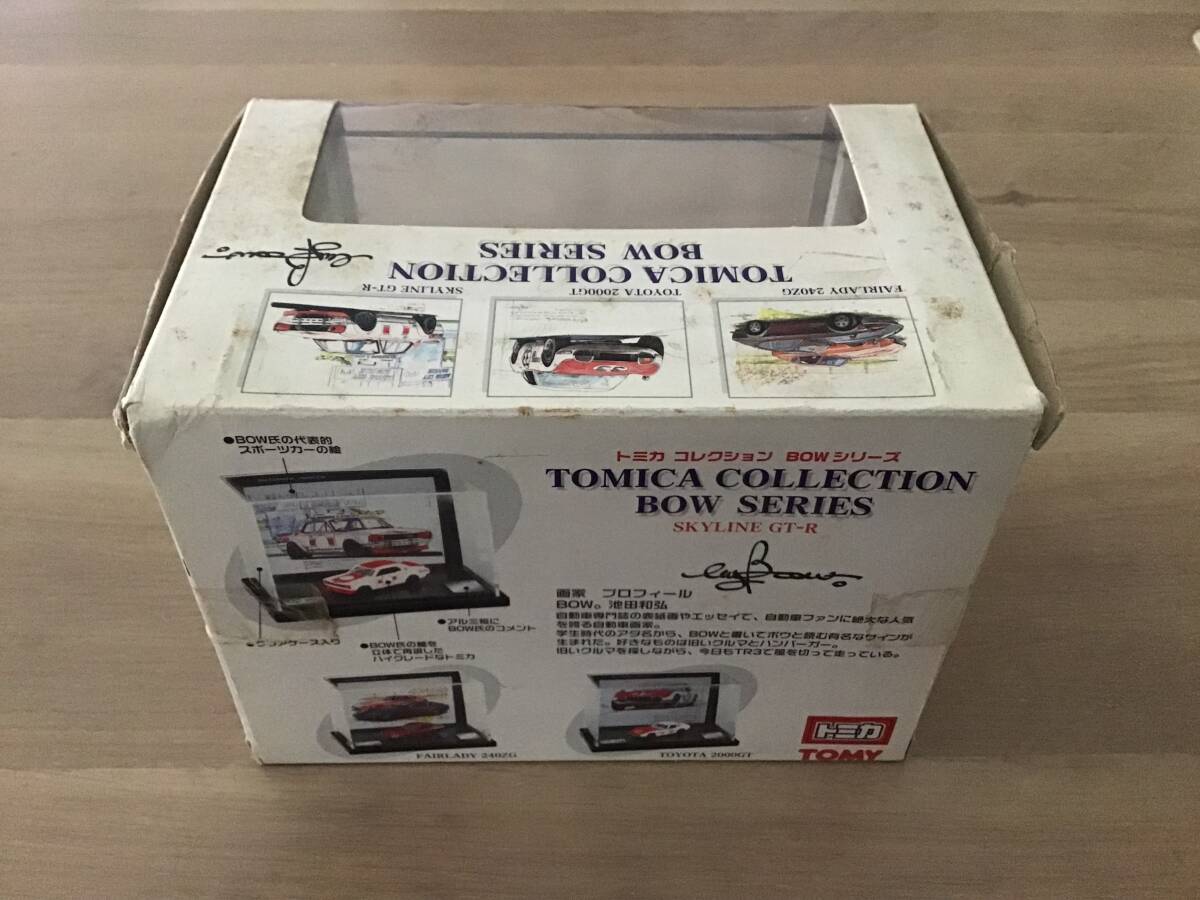 TOMICA COLLECTION
BOW SERIES
SKYLINE GT-R
TOYOTA 2000GT
FAIRLADY 240ZG
●BOW氏の代表的
スポーツカーの絵
トミカ コレクション BOWシリーズ
TOMICA COLLECTION
BOW SERIES
SKYLINE GT-R
画家 プロフィール
BOW。池田和弘
自動車専門誌の表紙画やエッセイで、自動車ファンに絶大な人気
を誇る自動車画家。
学生時代のアダ名から、BOWと書いてボウと読む有名なサインが
生まれた。好きなものは旧いクルマとハンバーガー。
旧いクルマを探しながら、今日もTR3で風を切って走っている。
●アルミ板に
BOW氏のコメント
ケース入り
●BOW氏の絵を
立体で再現した
ハイグレードなトミカ
FAIRLADY 240ZG
TOYOTA 2000GT
トミカ
TOMY